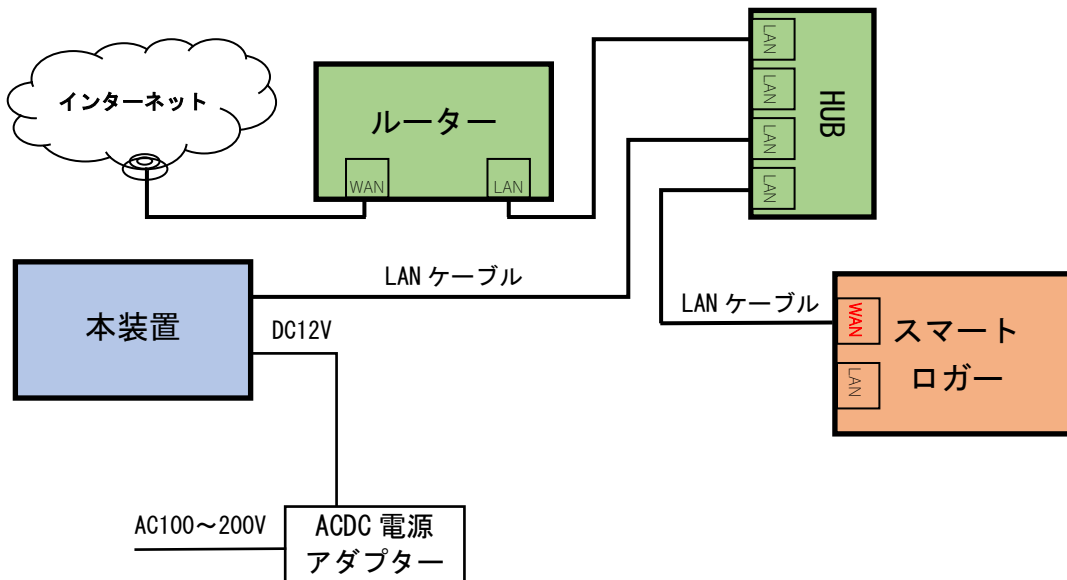 インターネット
ルーター
WAN
LAN
LAN
LAN
LAN
LAN
HUB
LAN ケーブル
本装置
DC12V
LAN ケーブル
WAN
LAN
スマート
ロガー
AC100～200V
ACDC 電源
アダプター